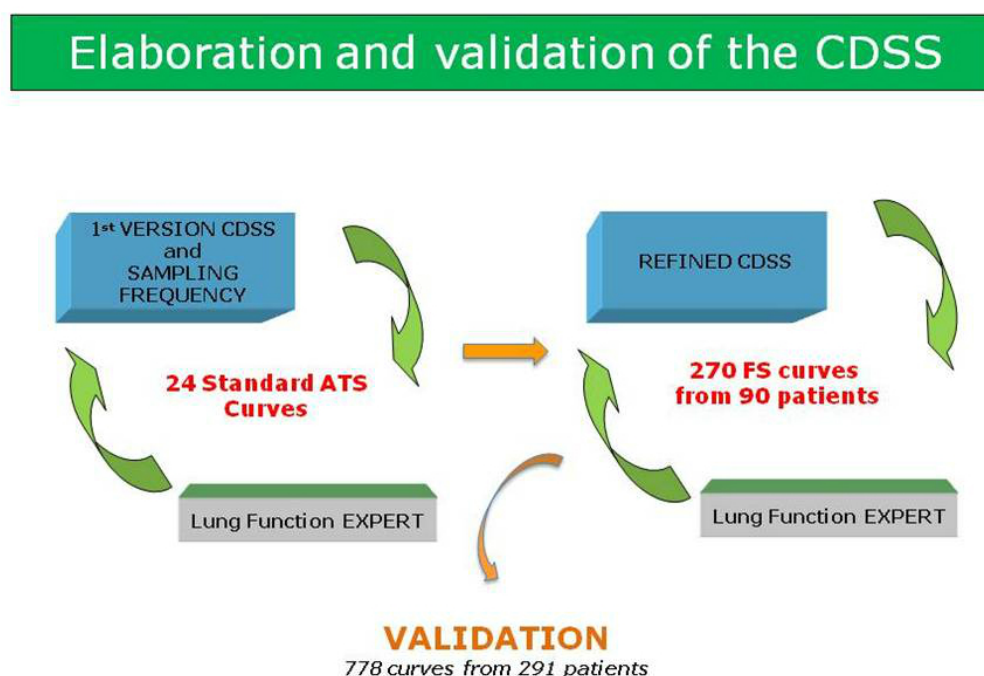 Elaboration and validation of the CDSS
1st VERSION CDSS
and
SAMPLING
FREQUENCY
24 Standard ATS
Curves
Lung Function EXPERT
REFINED CDSS
270 FS curves
from 90 patients
Lung Function EXPERT
VALIDATION
778 curves from 291 patients